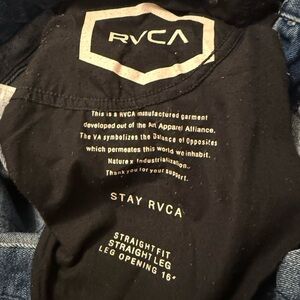 RVCA
This is a RVCA manufactured garment
developed out of the Art Apparel Alliance.
The VA symbolizes the Balance of Opposites
which permeates this world we inhabit.
Nature x Industrialization.
Thank you for your support.
STAY RVCA
STRAIGHT FIT
STRAIGHT LEG
LEG OPENING 16"